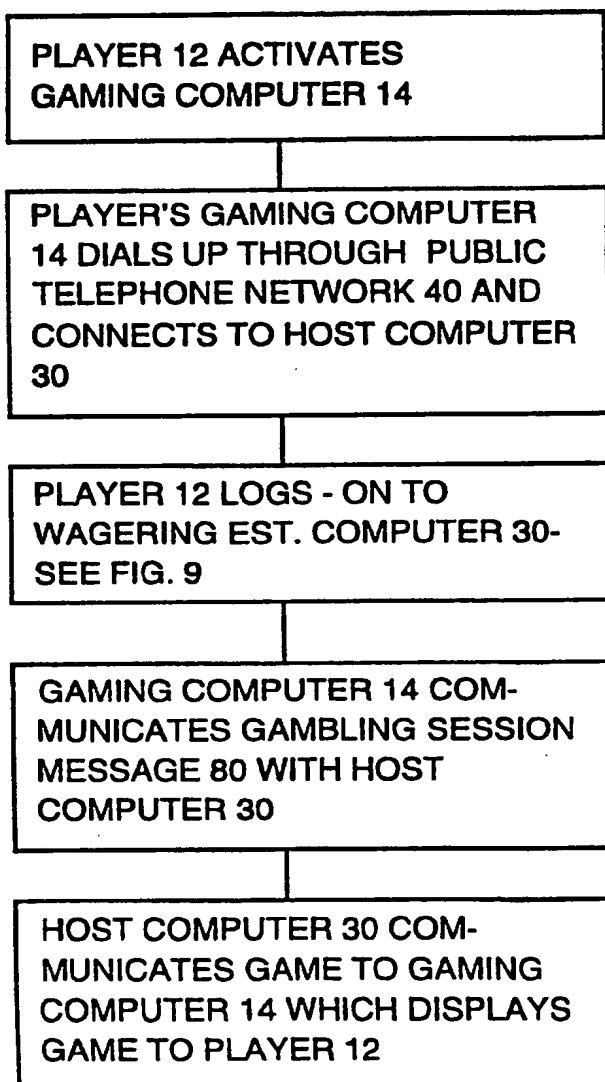 PLAYER 12 ACTIVATES
GAMING COMPUTER 14
PLAYER'S GAMING COMPUTER
14 DIALS UP THROUGH PUBLIC
TELEPHONE NETWORK 40 AND
CONNECTS TO HOST COMPUTER
30
PLAYER 12 LOGS - ON TO
WAGERING EST. COMPUTER 30-
SEE FIG. 9
GAMING COMPUTER 14 COM-
MUNICATES GAMBLING SESSION
MESSAGE 80 WITH HOST
COMPUTER 30
HOST COMPUTER 30 COM-
MUNICATES GAME TO GAMING
COMPUTER 14 WHICH DISPLAYS
GAME TO PLAYER 12